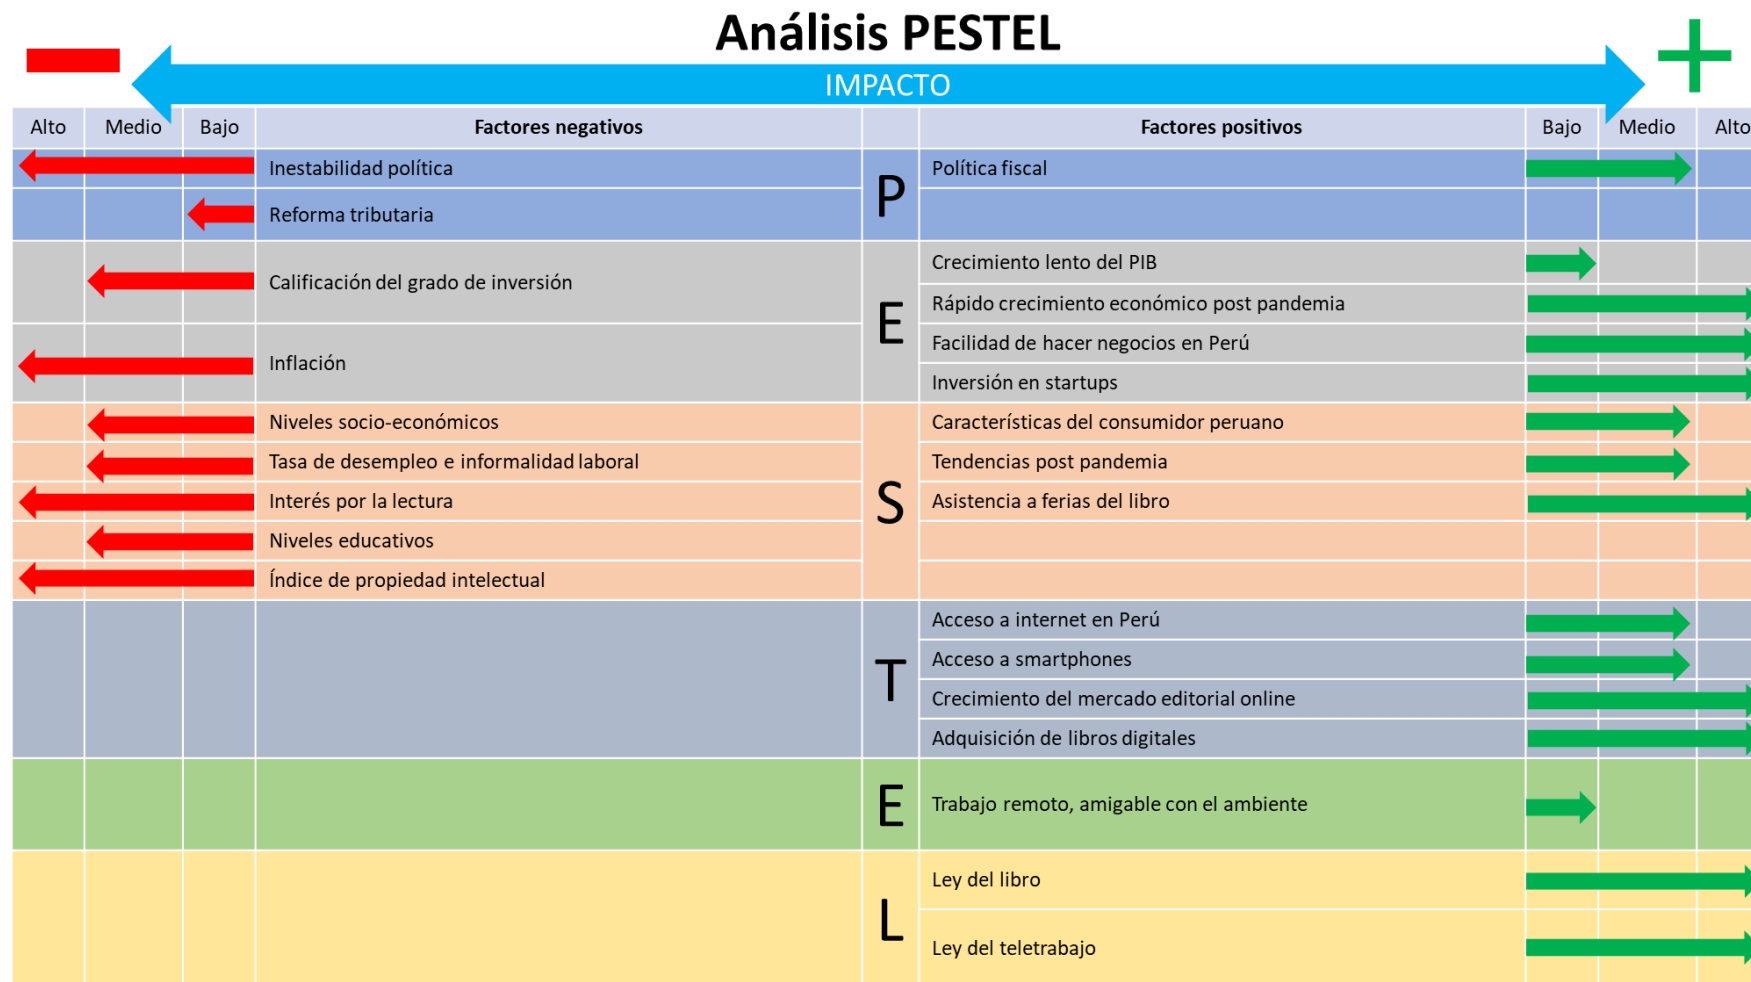 Análisis PESTEL
IMPACTO
Alto Medio Bajo Factores negativos Factores positivos Bajo Medio Alto
P
Inestabilidad política Política fiscal
Reforma tributaria
E
Calificación del grado de inversión
Inflación
Crecimiento lento del PIB
Rápido crecimiento económico post pandemia
Facilidad de hacer negocios en Perú
Inversión en startups
S
Niveles socio-económicos Características del consumidor peruano
Tasa de desempleo e informalidad laboral Tendencias post pandemia
Interés por la lectura Asistencia a ferias del libro
Niveles educativos
Índice de propiedad intelectual
T
Acceso a internet en Perú
Acceso a smartphones
Crecimiento del mercado editorial online
Adquisición de libros digitales
E
Trabajo remoto, amigable con el ambiente
L
Ley del libro
Ley del teletrabajo